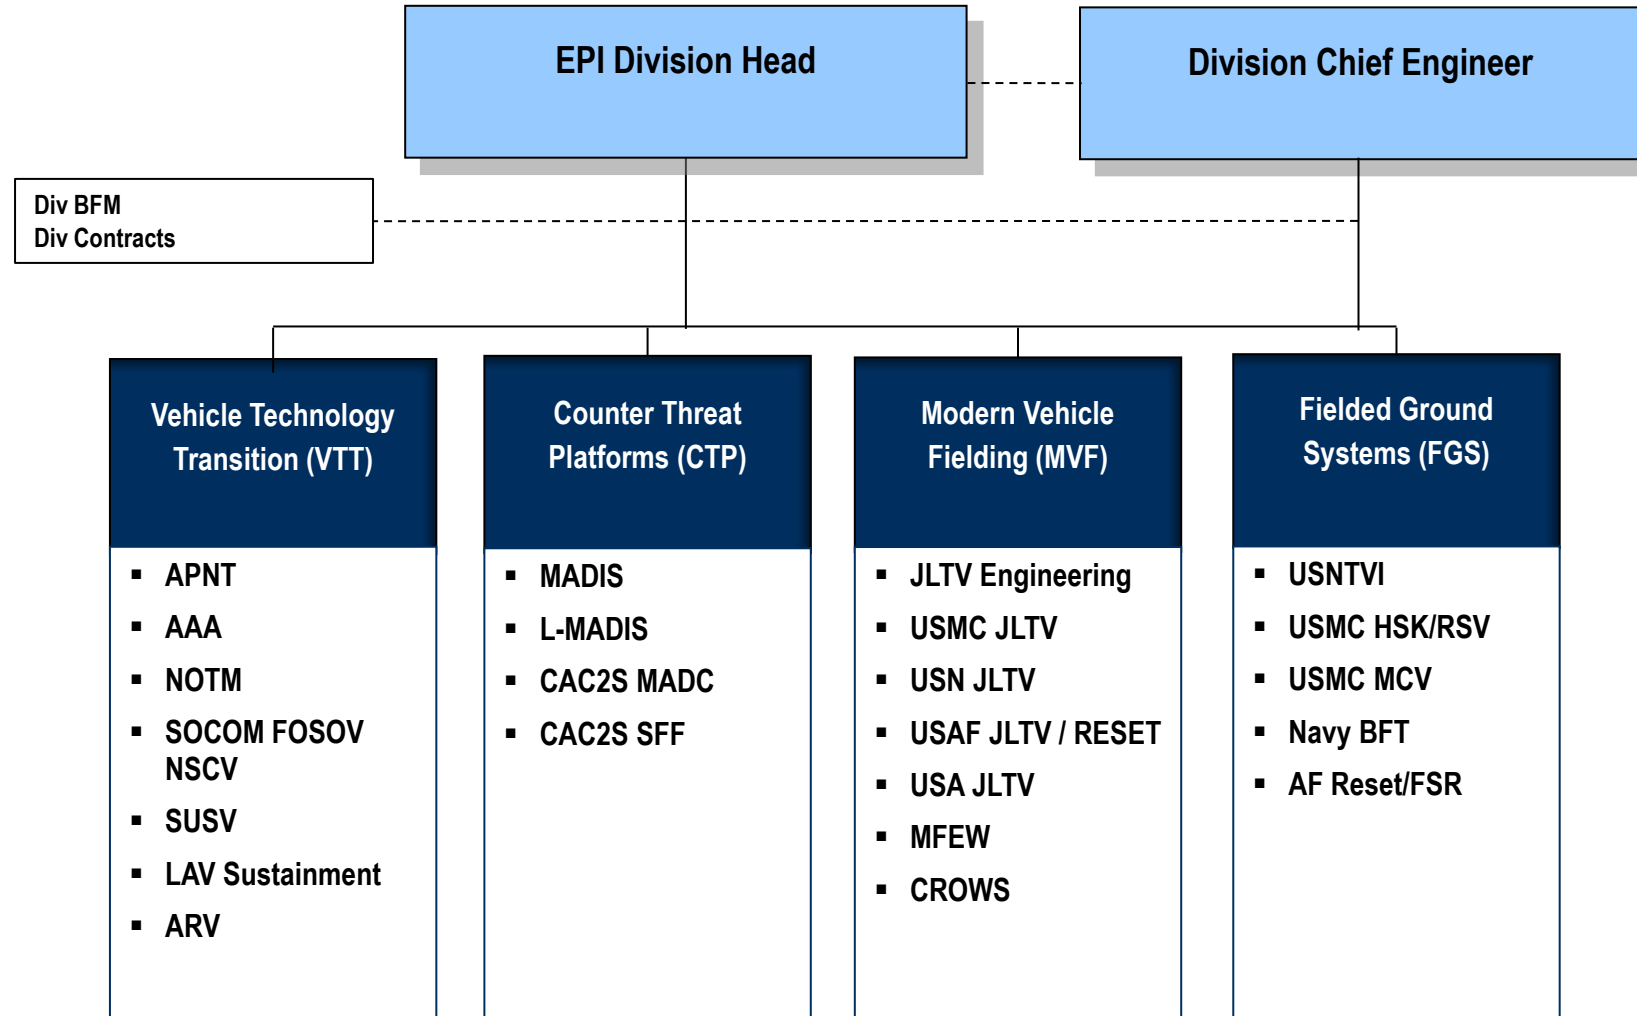 EPI Division Head
Division Chief Engineer
Div BFM
Div Contracts
Vehicle Technology
Transition (VTT)
▪ APNT
▪ AAA
▪ NOTM
▪ SOCOM FOSOV
NSCV
▪ SUSV
▪ LAV Sustainment
▪ ARV
Counter Threat
Platforms (CTP)
▪ MADIS
▪ L-MADIS
▪ CAC2S MADC
▪ CAC2S SFF
Modern Vehicle
Fielding (MVF)
▪ JLTV Engineering
▪ USMC JLTV
▪ USN JLTV
▪ USAF JLTV / RESET
▪ USA JLTV
▪ MFEW
▪ CROWS
Fielded Ground
Systems (FGS)
▪ USNTVI
▪ USMC HSK/RSV
▪ USMC MCV
▪ Navy BFT
▪ AF Reset/FSR